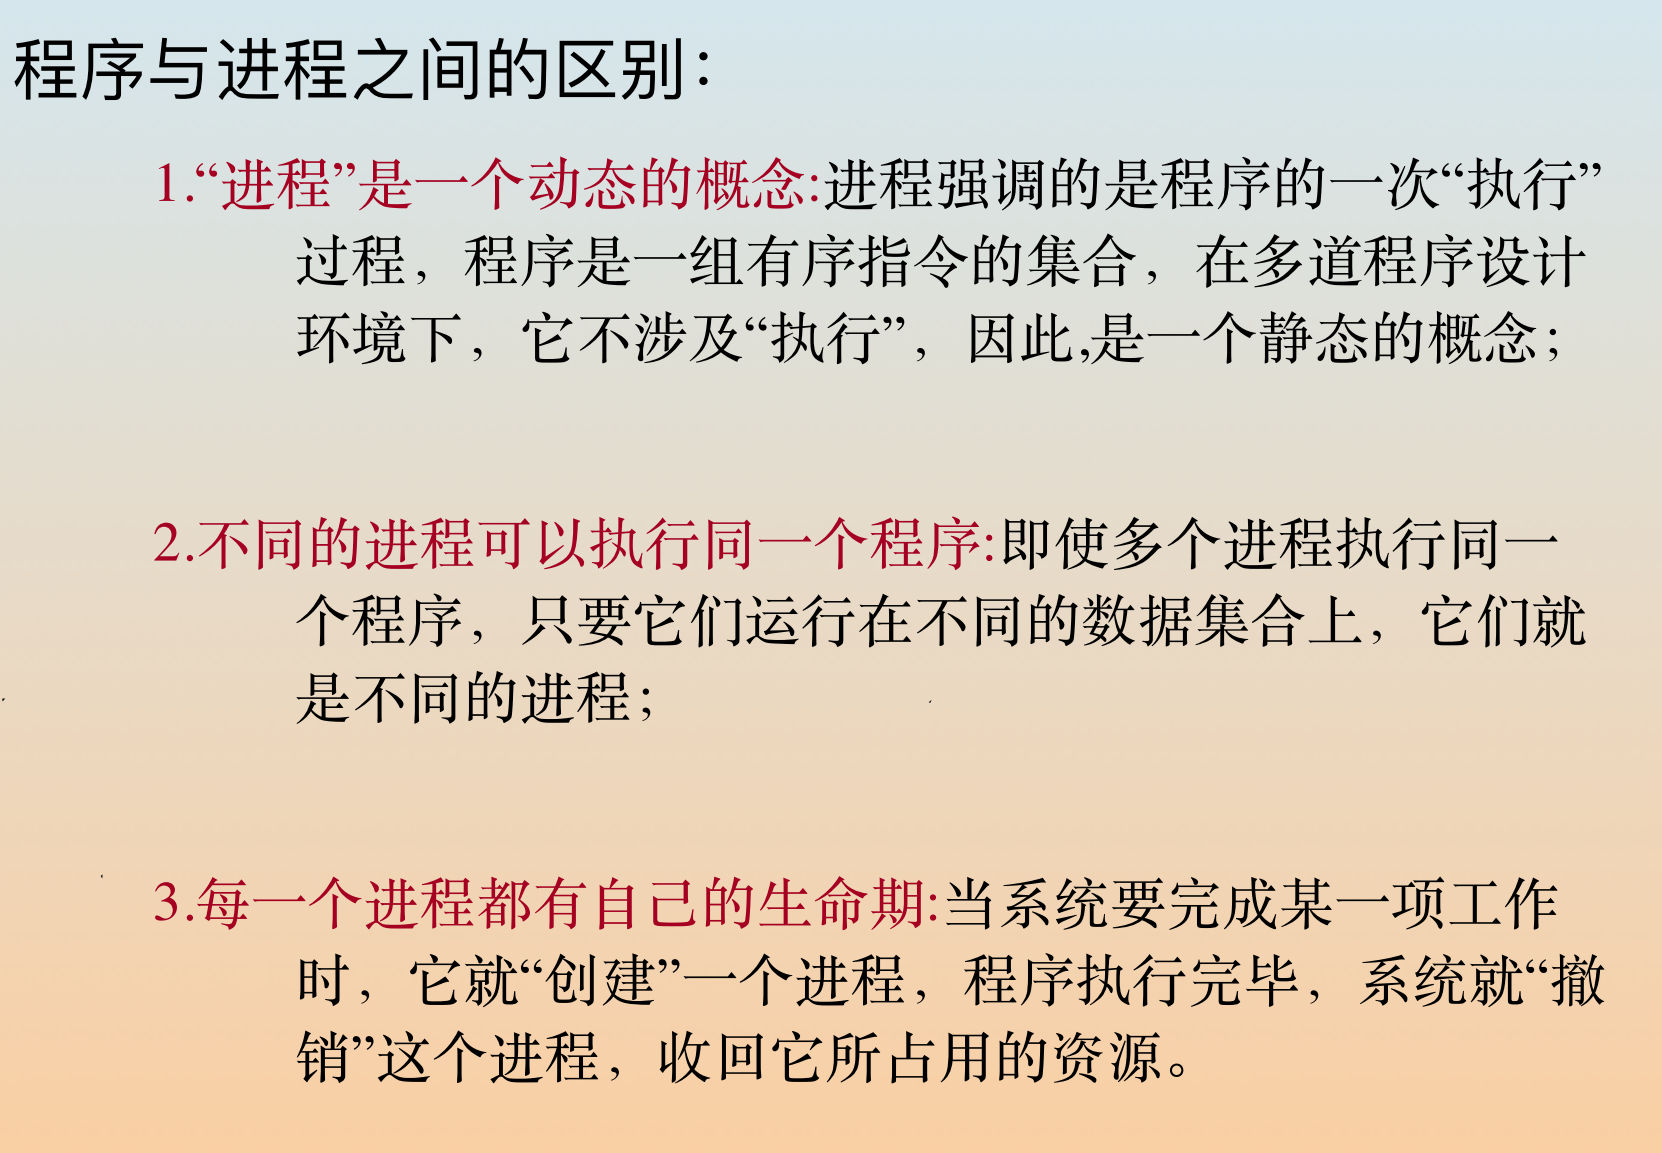 程序与进程之间的区别：
1.“进程”是一个动态的概念:进程强调的是程序的一次“执行”
过程，程序是一组有序指令的集合，在多道程序设计
环境下，它不涉及“执行”，因此,是一个静态的概念；
2.不同的进程可以执行同一个程序:即使多个进程执行同一
个程序，只要它们运行在不同的数据集合上，它们就
是不同的进程；
3.每一个进程都有自己的生命期:当系统要完成某一项工作
时，它就“创建”一个进程，程序执行完毕，系统就“撤
销”这个进程，收回它所占用的资源。